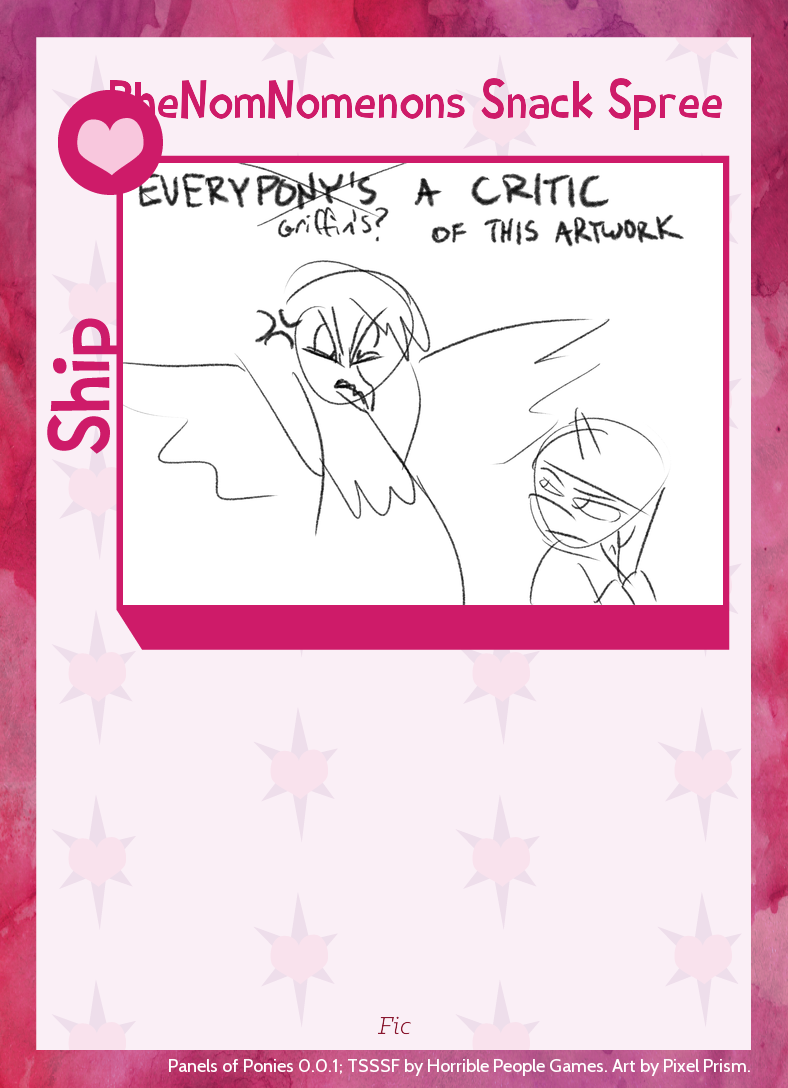 PheNomNomenons Snack Spree
EVERYPONY'S A CRITIC
Griffin's? OF THIS ARTWORK
Ship
Fic
Panels of Ponies 0.0.1; TSSSF by Horrible People Games. Art by Pixel Prism.